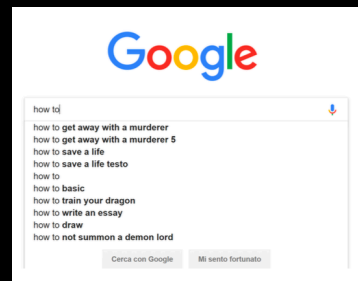 Google
how to
how to get away with a murderer
how to get away with a murderer 5
how to save a life
how to save a life testo
how to
how to basic
how to train your dragon
how to write an essay
how to draw
how to not summon a demon lord
Cerca con Google Mi sento fortunato